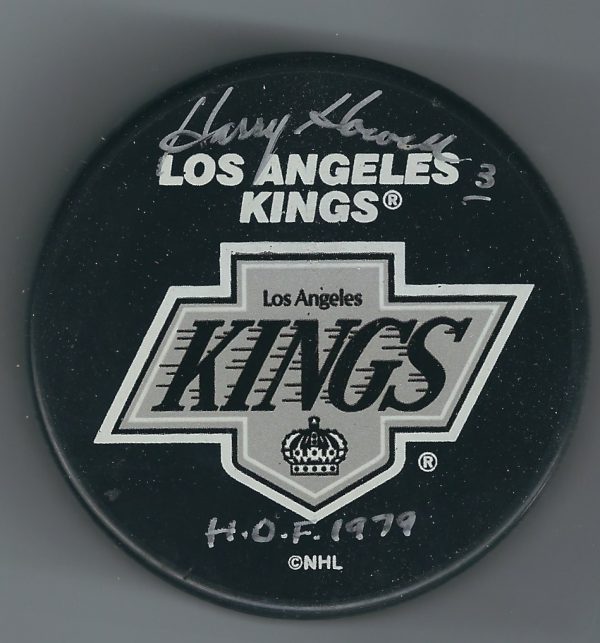 Harry Howell 3
LOS ANGELES
KINGS®
Los Angeles
KINGS
®
H.O.F. 1979
©NHL